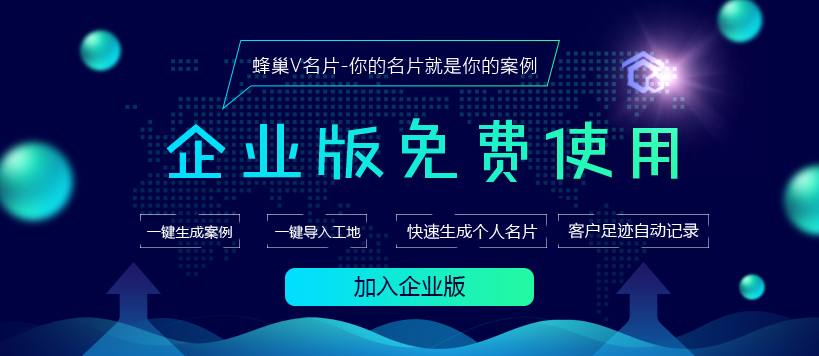 蜂巢V名片-你的名片就是你的案例
企业版免费使用
一键生成案例 一键导入工地 快速生成个人名片 客户足迹自动记录
加入企业版